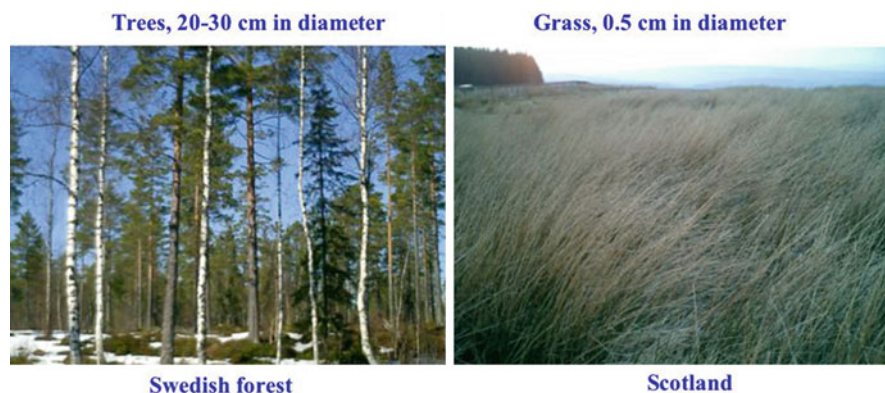 Trees, 20-30 cm in diameter
Grass, 0.5 cm in diameter
Swedish forest
Scotland